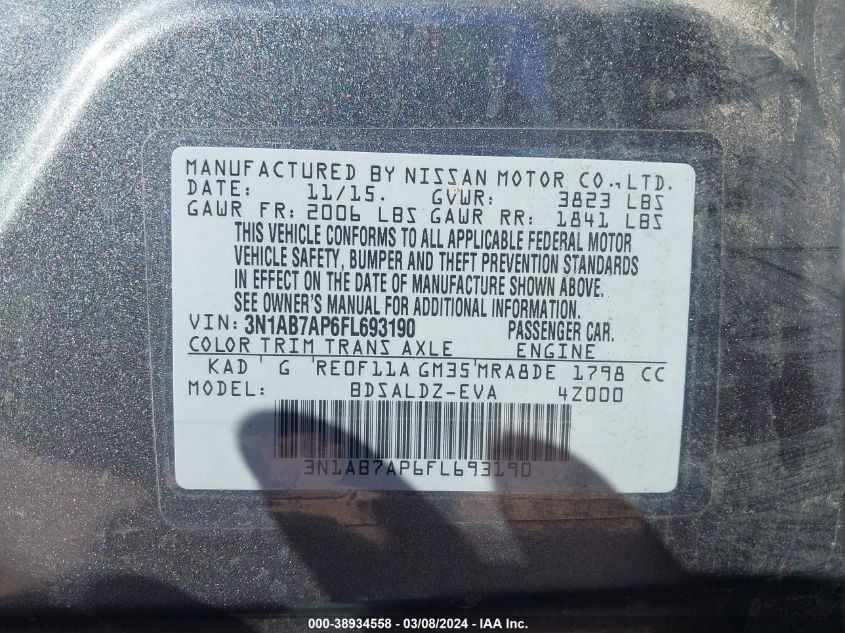 MANUFACTURED BY NISSAN MOTOR CO.,LTD.
DATE: 11/15. GVWR: 3823 LBS
GAWR FR: 2006 LBS GAWR RR: 1841 LBS
THIS VEHICLE CONFORMS TO ALL APPLICABLE FEDERAL MOTOR
VEHICLE SAFETY, BUMPER AND THEFT PREVENTION STANDARDS
IN EFFECT ON THE DATE OF MANUFACTURE SHOWN ABOVE.
SEE OWNER'S MANUAL FOR ADDITIONAL INFORMATION.
VIN: 3N1AB7AP6FL693190 PASSENGER CAR.
COLOR TRIM TRANS AXLE ENGINE
KAD G RE0F11A GM35 MRA8DE 1798 CC
MODEL: BDSALDZ-EVA 4Z000
3N1AB7AP6FL693190
000-38934558 - 03/08/2024 - IAA Inc.